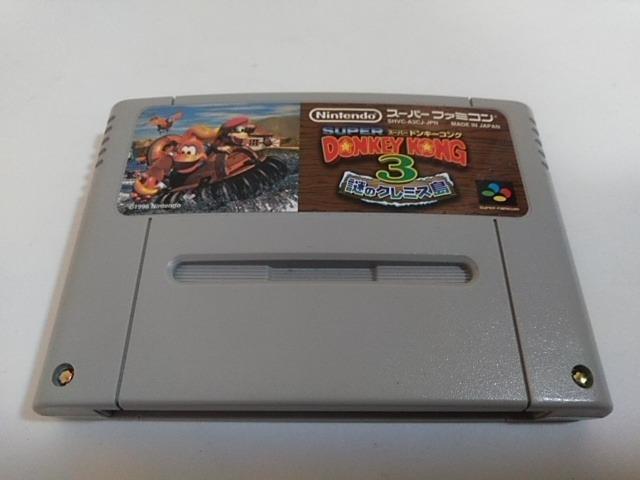 Nintendo スーパーファミコン
SHVC-A3CJ-JPN MADE IN JAPAN
SUPER スーパードンキーコング
DONKEY KONG
3
謎のクレミス島
SUPER FAMICOM
©1996 Nintendo